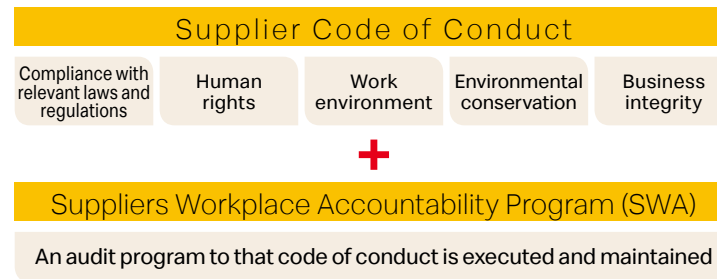 Supplier Code of Conduct
Compliance with
relevant laws and
regulations
Human
rights
Work
environment
Environmental
conservation
Business
integrity
+
Suppliers Workplace Accountability Program (SWA)
An audit program to that code of conduct is executed and maintained